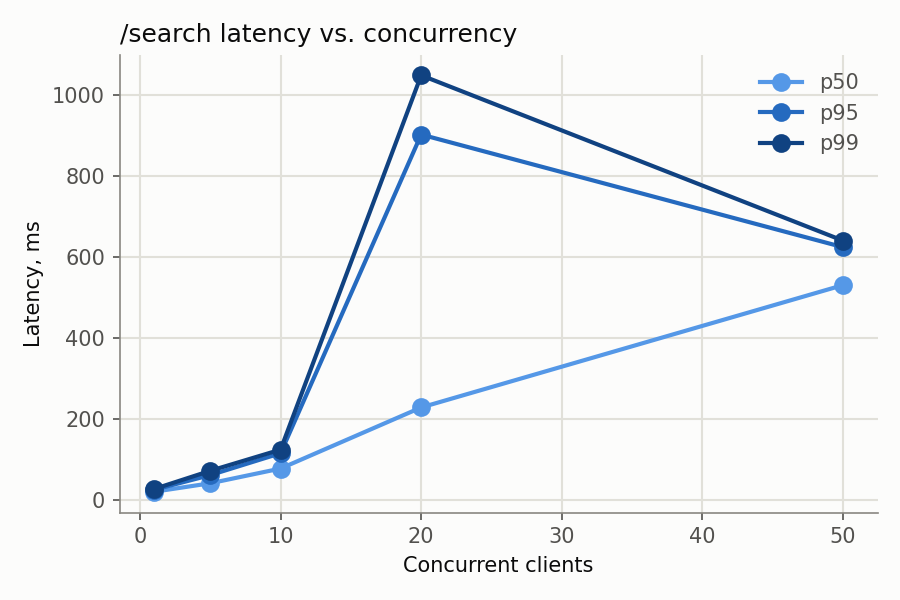 /search latency vs. concurrency
p50
p95
p99
1000
800
600
400
200
0
Latency, ms
0 10 20 30 40 50
Concurrent clients